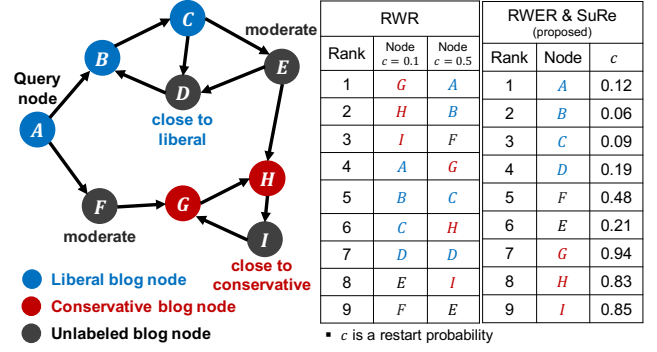 moderate
C
B
E
Query
node
D
A
close to
liberal
H
F
G
moderate
I
close to
conservative
Liberal blog node
Conservative blog node
Unlabeled blog node
RWR
Rank Node c = 0.1 Node c = 0.5
1 G A
2 H B
3 I F
4 A G
5 B C
6 C H
7 D D
8 E I
9 F E
RWER & SuRe
(proposed)
Rank Node c
1 A 0.12
2 B 0.06
3 C 0.09
4 D 0.19
5 F 0.48
6 E 0.21
7 G 0.94
8 H 0.83
9 I 0.85
▪ c is a restart probability